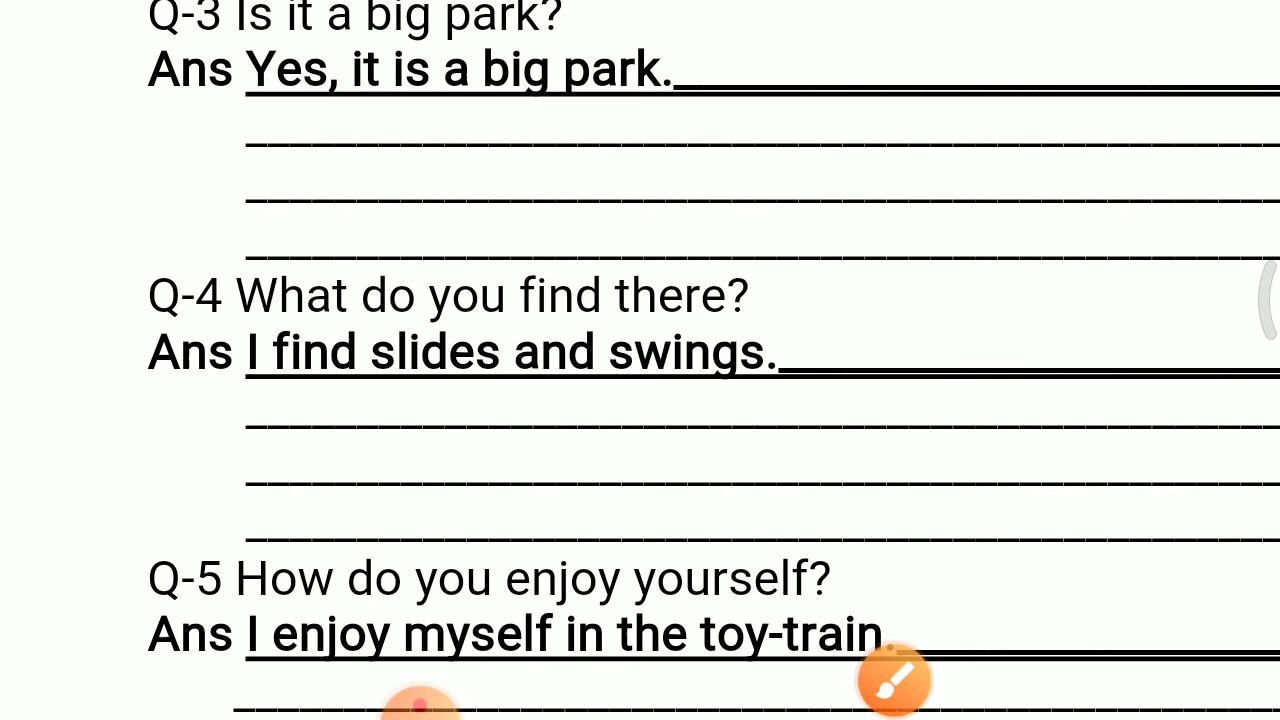 Q-3 Is it a big park?
Ans Yes, it is a big park.
Q-4 What do you find there?
Ans I find slides and swings.
Q-5 How do you enjoy yourself?
Ans I enjoy myself in the toy-train.